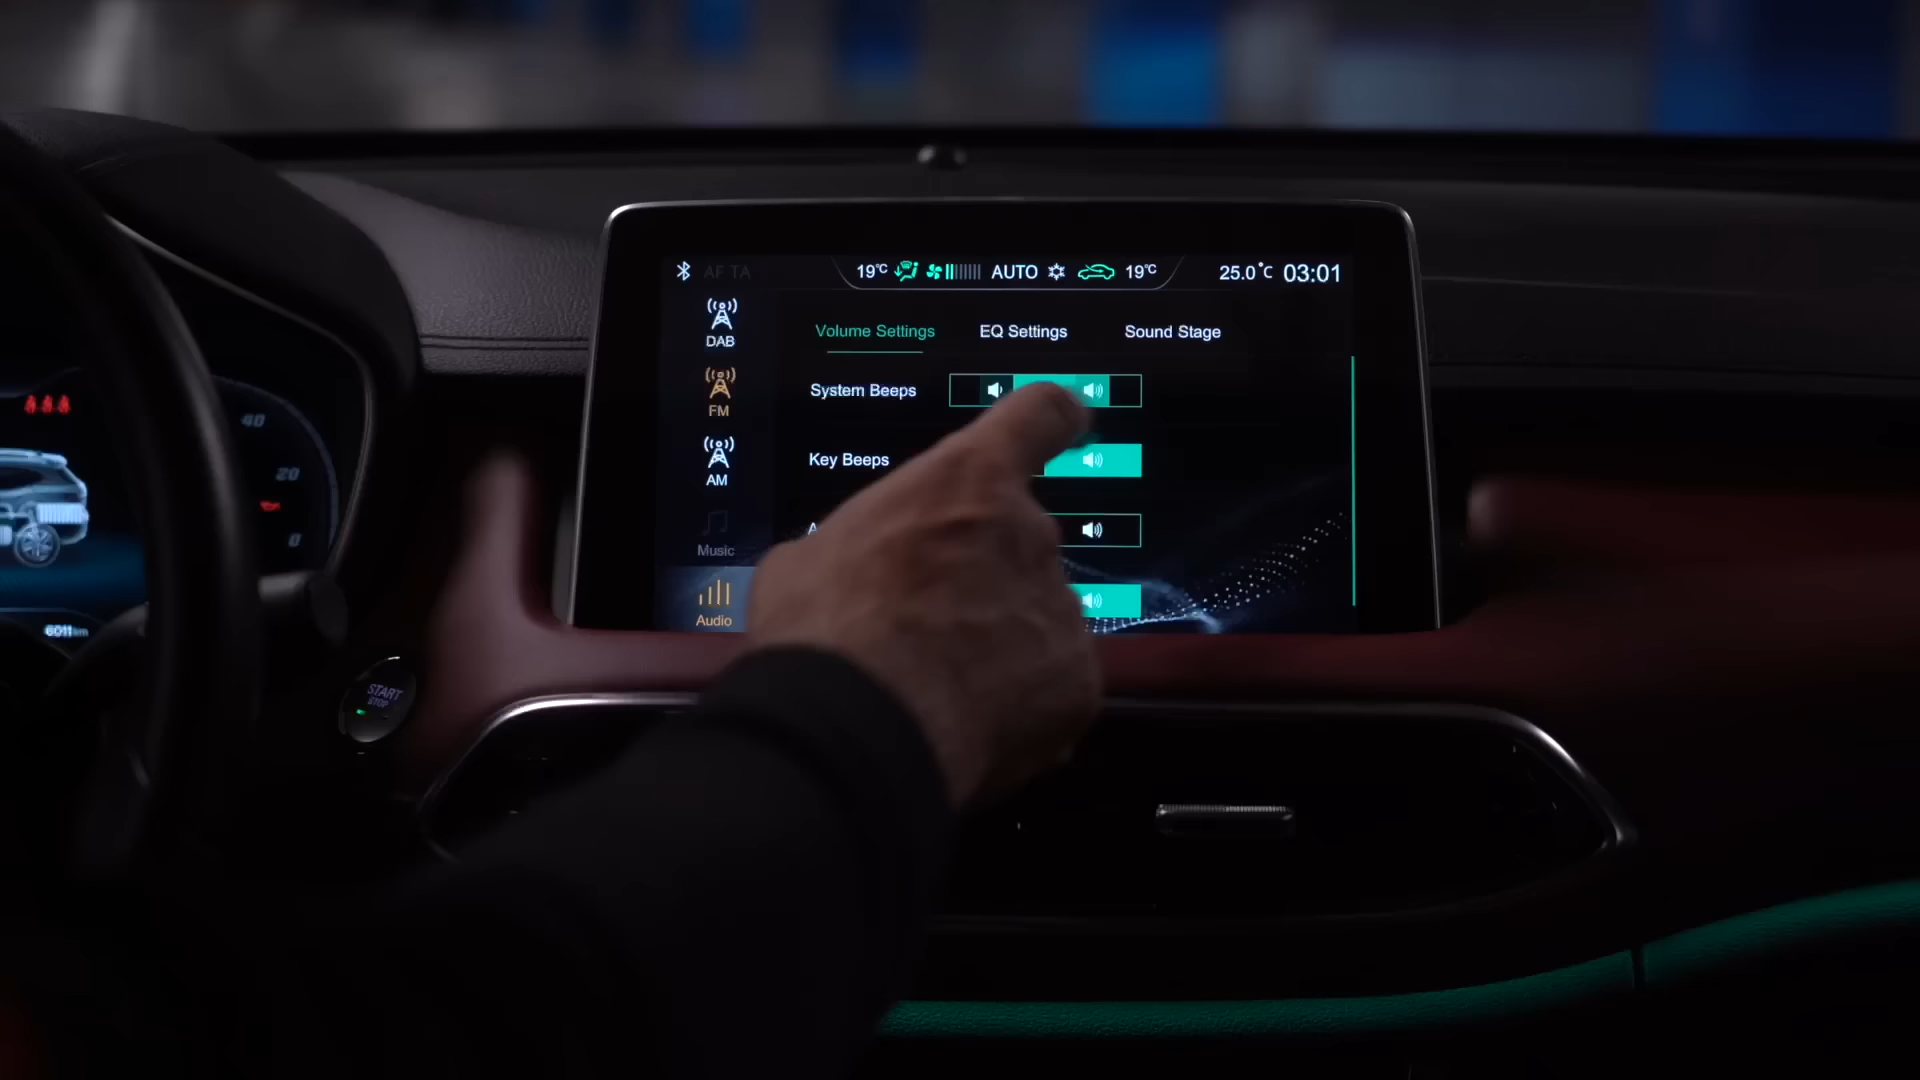 AF TA
19°C AUTO 19°C
25.0°C 03:01
DAB
FM
AM
Music
Audio
Volume Settings EQ Settings Sound Stage
System Beeps
Key Beeps
40
20
0
6011km
START
STOP